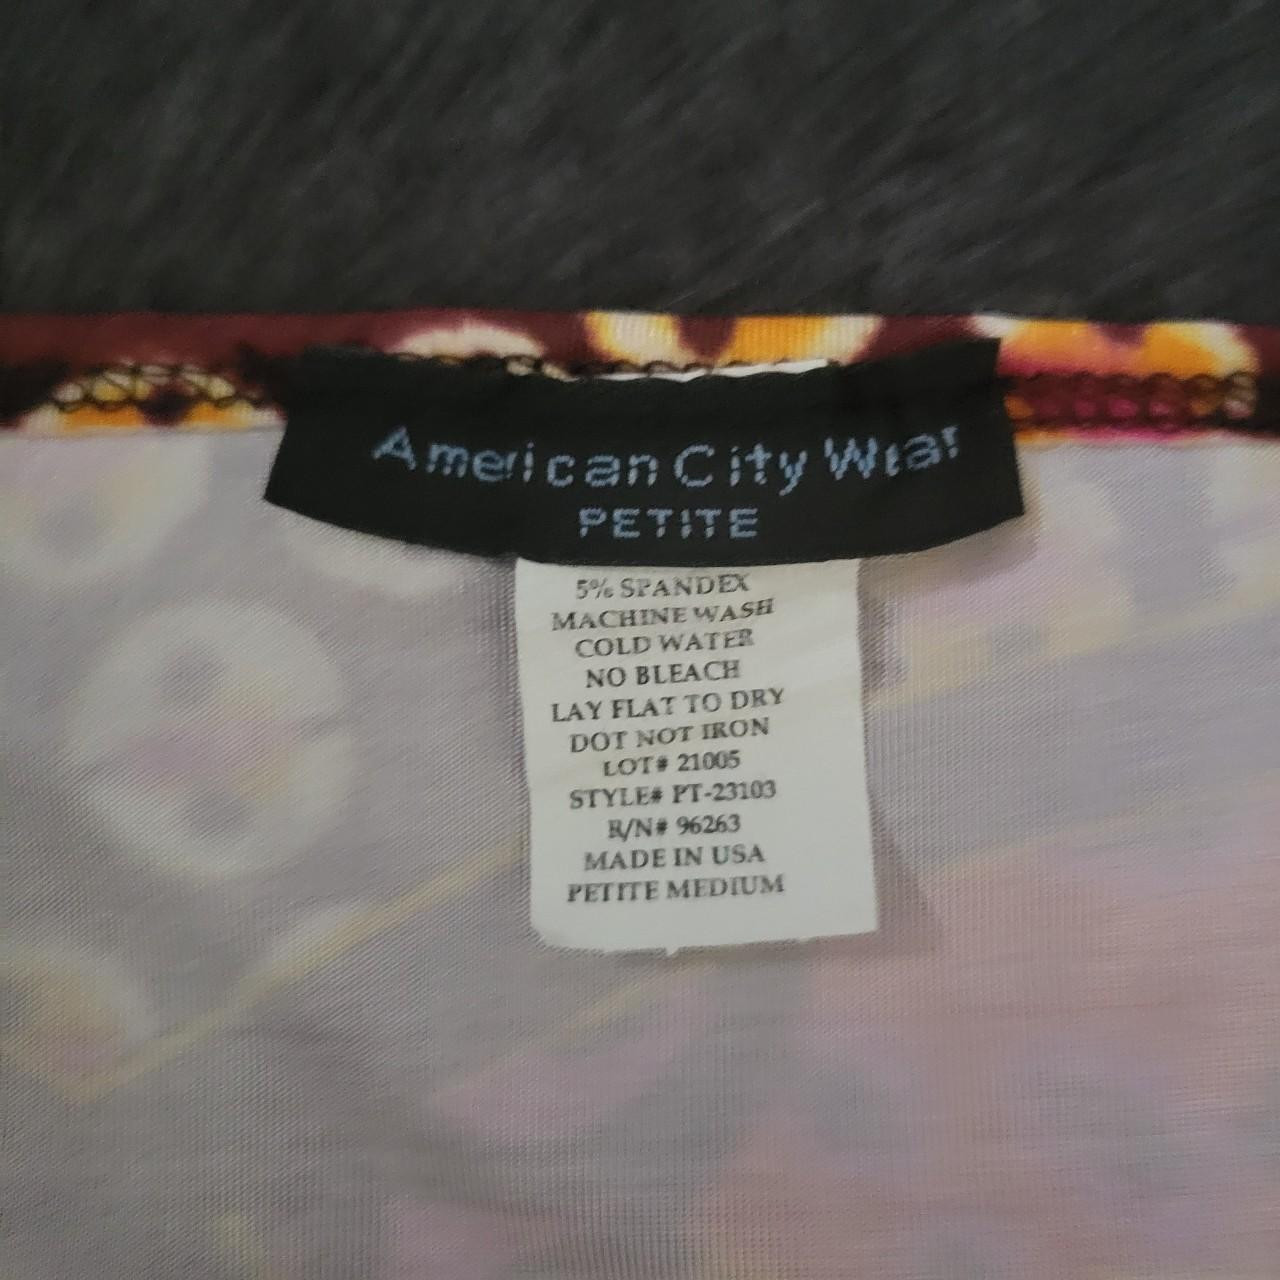 American City Wear
PETITE
5% SPANDEX
MACHINE WASH
COLD WATER
NO BLEACH
LAY FLAT TO DRY
DOT NOT IRON
LOT# 21005
STYLE# PT-23103
R/N# 96263
MADE IN USA
PETITE MEDIUM